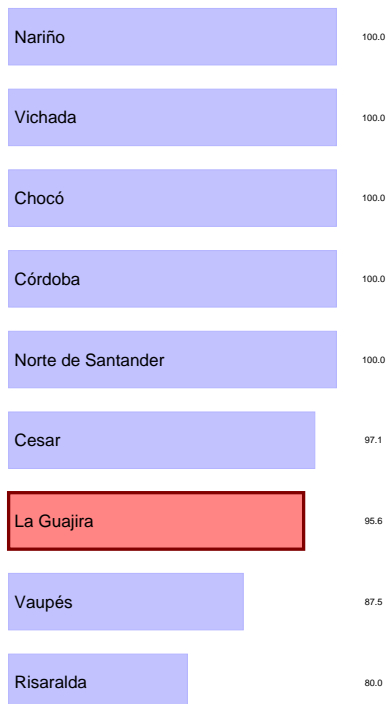 Nariño 100.0
Vichada 100.0
Chocó 100.0
Córdoba 100.0
Norte de Santander 100.0
Cesar 97.1
La Guajira 95.6
Vaupés 87.5
Risaralda 80.0